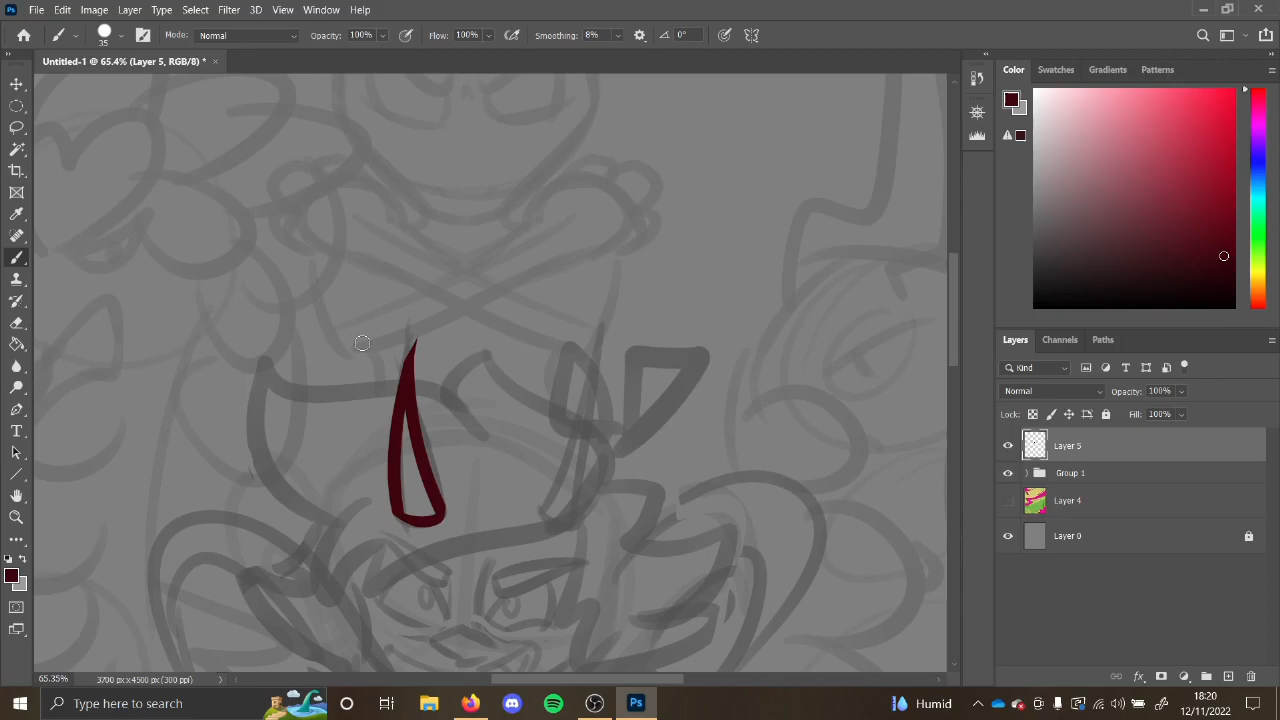 Ps File Edit Image Layer Type Select Filter 3D View Window Help
35 Mode: Normal Opacity: 100% Flow: 100% Smoothing: 8% 0°
Untitled-1 @ 65.4% (Layer 5, RGB/8) * ×
Color Swatches Gradients Patterns
Layers Channels Paths
Kind
Normal Opacity: 100%
Lock: Fill: 100%
Layer 5
Group 1
Layer 4
Layer 0
65.35% 3700 px x 4500 px (300 ppi)
Type here to search Ps Humid 18:20
12/11/2022